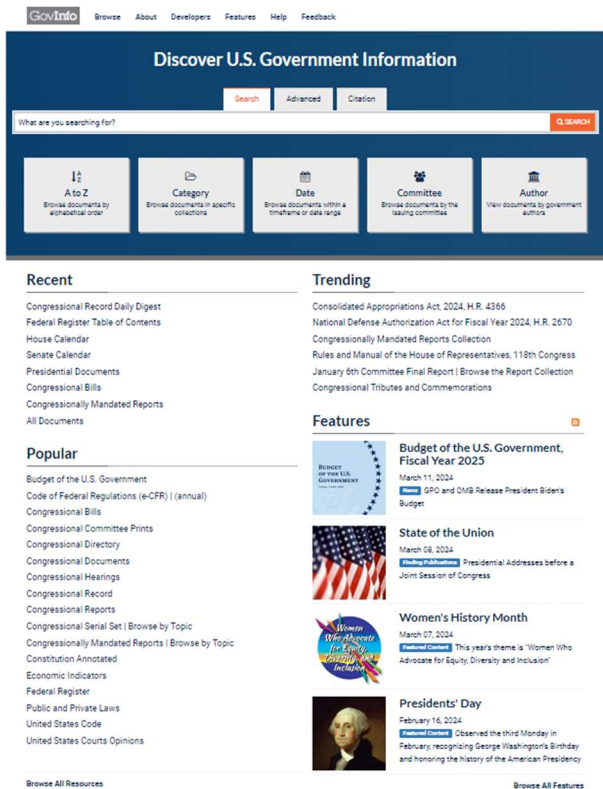 GovInfo Browse About Developers Features Help Feedback
Discover U.S. Government Information
Search Advanced Citation
What are you searching for? SEARCH
A to Z
Browse documents by
alphabetical order
Category
Browse documents in specific
collections
Date
Browse documents within a
timeframe or date range
Committee
Browse documents by the
issuing committee
Author
View documents by government
authors
Recent
Congressional Record Daily Digest
Federal Register Table of Contents
House Calendar
Senate Calendar
Presidential Documents
Congressional Bills
Congressionally Mandated Reports
All Documents
Popular
Budget of the U.S. Government
Code of Federal Regulations (e-CFR) | (annual)
Congressional Bills
Congressional Committee Prints
Congressional Directory
Congressional Documents
Congressional Hearings
Congressional Record
Congressional Reports
Congressional Serial Set | Browse by Topic
Congressionally Mandated Reports | Browse by Topic
Constitution Annotated
Economic Indicators
Federal Register
Public and Private Laws
United States Code
United States Courts Opinions
Browse All Resources
Trending
Consolidated Appropriations Act, 2024, H.R. 4366
National Defense Authorization Act for Fiscal Year 2024, H.R. 2670
Congressionally Mandated Reports Collection
Rules and Manual of the House of Representatives, 118th Congress
January 6th Committee Final Report | Browse the Report Collection
Congressional Tributes and Commemorations
Features
BUDGET
OF THE U.S.
GOVERNMENT
Budget of the U.S. Government,
Fiscal Year 2025
March 11, 2024
News GPO and OMB Release President Biden's
Budget
State of the Union
March 08, 2024
Finding Publications Presidential Addresses before a
Joint Session of Congress
Women
Who Advocate
for Equity,
Diversity and
Inclusion
Women's History Month
March 07, 2024
Featured Content This year's theme is "Women Who
Advocate for Equity, Diversity and Inclusion"
Presidents' Day
February 16, 2024
Featured Content Observed the third Monday in
February, recognizing George Washington's Birthday
and honoring the history of the American Presidency
Browse All Features